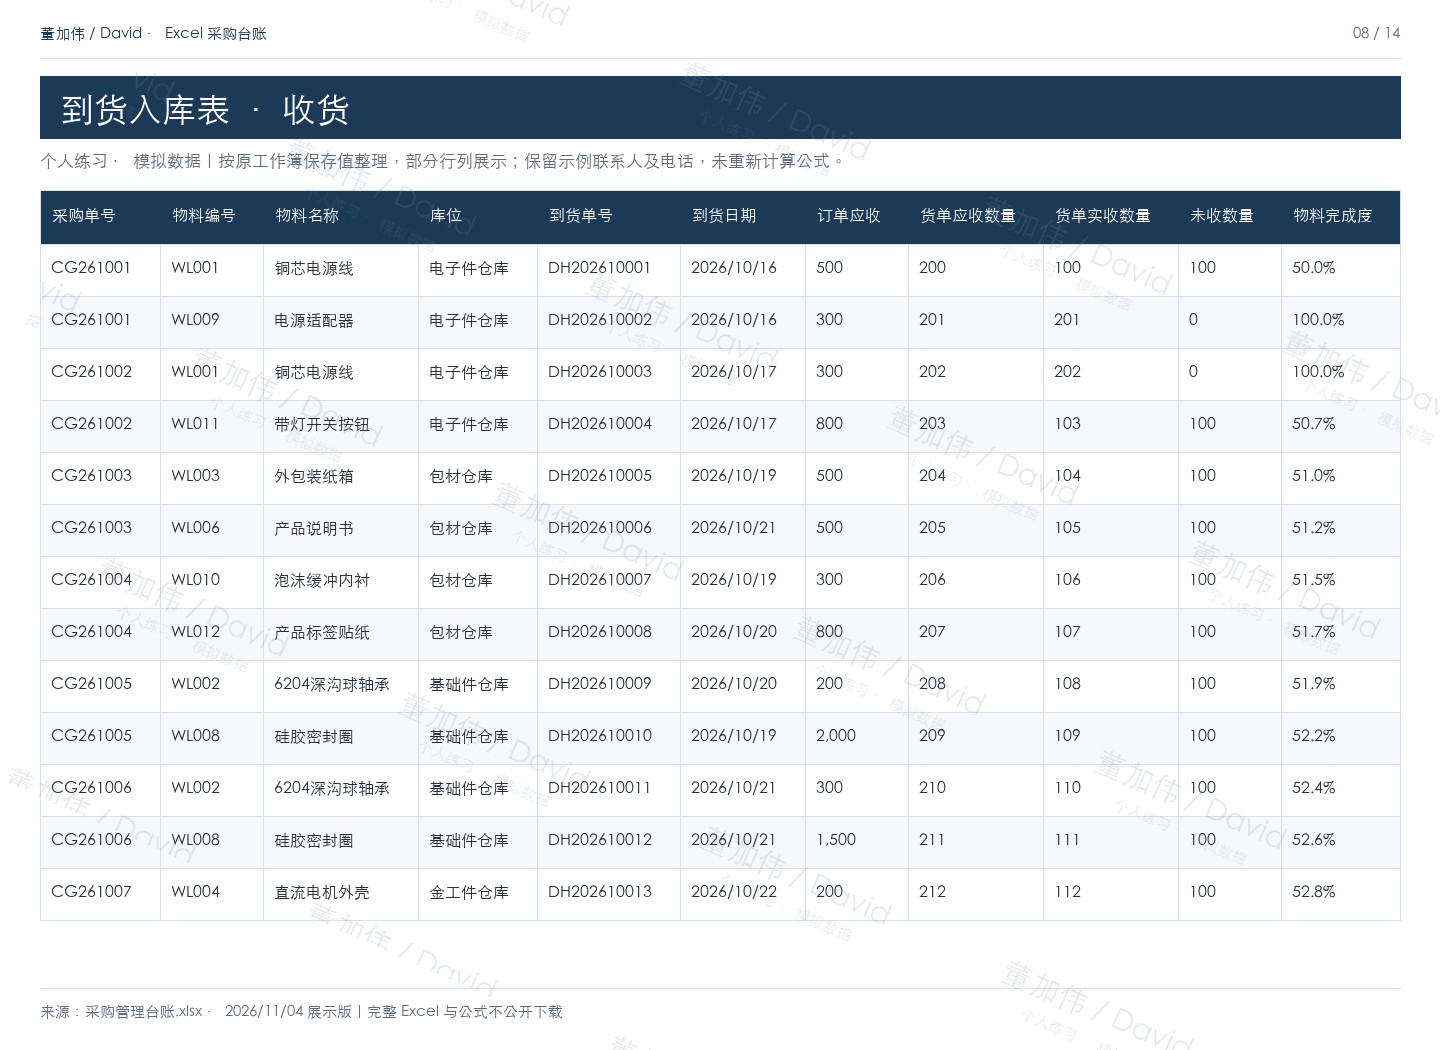 董加伟 / David · Excel 采购台账
08 / 14
到货入库表 · 收货
个人练习 · 模拟数据｜按原工作簿保存值整理，部分行列展示；保留示例联系人及电话，未重新计算公式。
采购单号 物料编号 物料名称 库位 到货单号 到货日期 订单应收 货单应收数量 货单实收数量 未收数量 物料完成度
CG261001 WL001 铜芯电源线 电子件仓库 DH202610001 2026/10/16 500 200 100 100 50.0%
CG261001 WL009 电源适配器 电子件仓库 DH202610002 2026/10/16 300 201 201 0 100.0%
CG261002 WL001 铜芯电源线 电子件仓库 DH202610003 2026/10/17 300 202 202 0 100.0%
CG261002 WL011 带灯开关按钮 电子件仓库 DH202610004 2026/10/17 800 203 103 100 50.7%
CG261003 WL003 外包装纸箱 包材仓库 DH202610005 2026/10/19 500 204 104 100 51.0%
CG261003 WL006 产品说明书 包材仓库 DH202610006 2026/10/21 500 205 105 100 51.2%
CG261004 WL010 泡沫缓冲内衬 包材仓库 DH202610007 2026/10/19 300 206 106 100 51.5%
CG261004 WL012 产品标签贴纸 包材仓库 DH202610008 2026/10/20 800 207 107 100 51.7%
CG261005 WL002 6204深沟球轴承 基础件仓库 DH202610009 2026/10/20 200 208 108 100 51.9%
CG261005 WL008 硅胶密封圈 基础件仓库 DH202610010 2026/10/19 2,000 209 109 100 52.2%
CG261006 WL002 6204深沟球轴承 基础件仓库 DH202610011 2026/10/21 300 210 110 100 52.4%
CG261006 WL008 硅胶密封圈 基础件仓库 DH202610012 2026/10/21 1,500 211 111 100 52.6%
CG261007 WL004 直流电机外壳 金工件仓库 DH202610013 2026/10/22 200 212 112 100 52.8%
来源：采购管理台账.xlsx · 2026/11/04 展示版｜完整 Excel 与公式不公开下载
董加伟 / David
个人练习 · 模拟数据